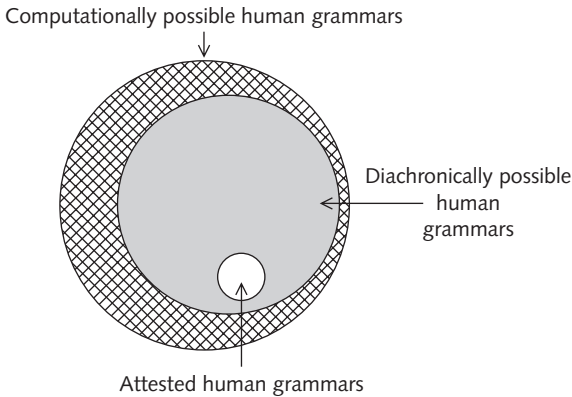 Computationally possible human grammars
Diachronically possible
human
grammars
Attested human grammars